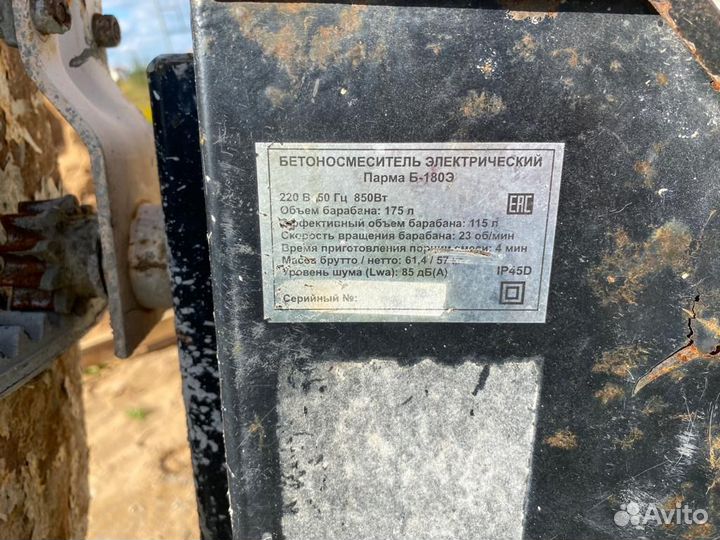 БЕТОНОСМЕСИТЕЛЬ ЭЛЕКТРИЧЕСКИЙ
Парма Б-180Э
220 В 50 Гц 850Вт
EAC
Объем барабана: 175 л
Эффективный объем барабана: 115 л
Скорость вращения барабана: 23 об/мин
Время приготовления порции смеси: 4 мин
Масса брутто / нетто: 61,4 / 57
Уровень шума (Lwa): 85 дБ(А)
IP45D
Серийный №:
Avito